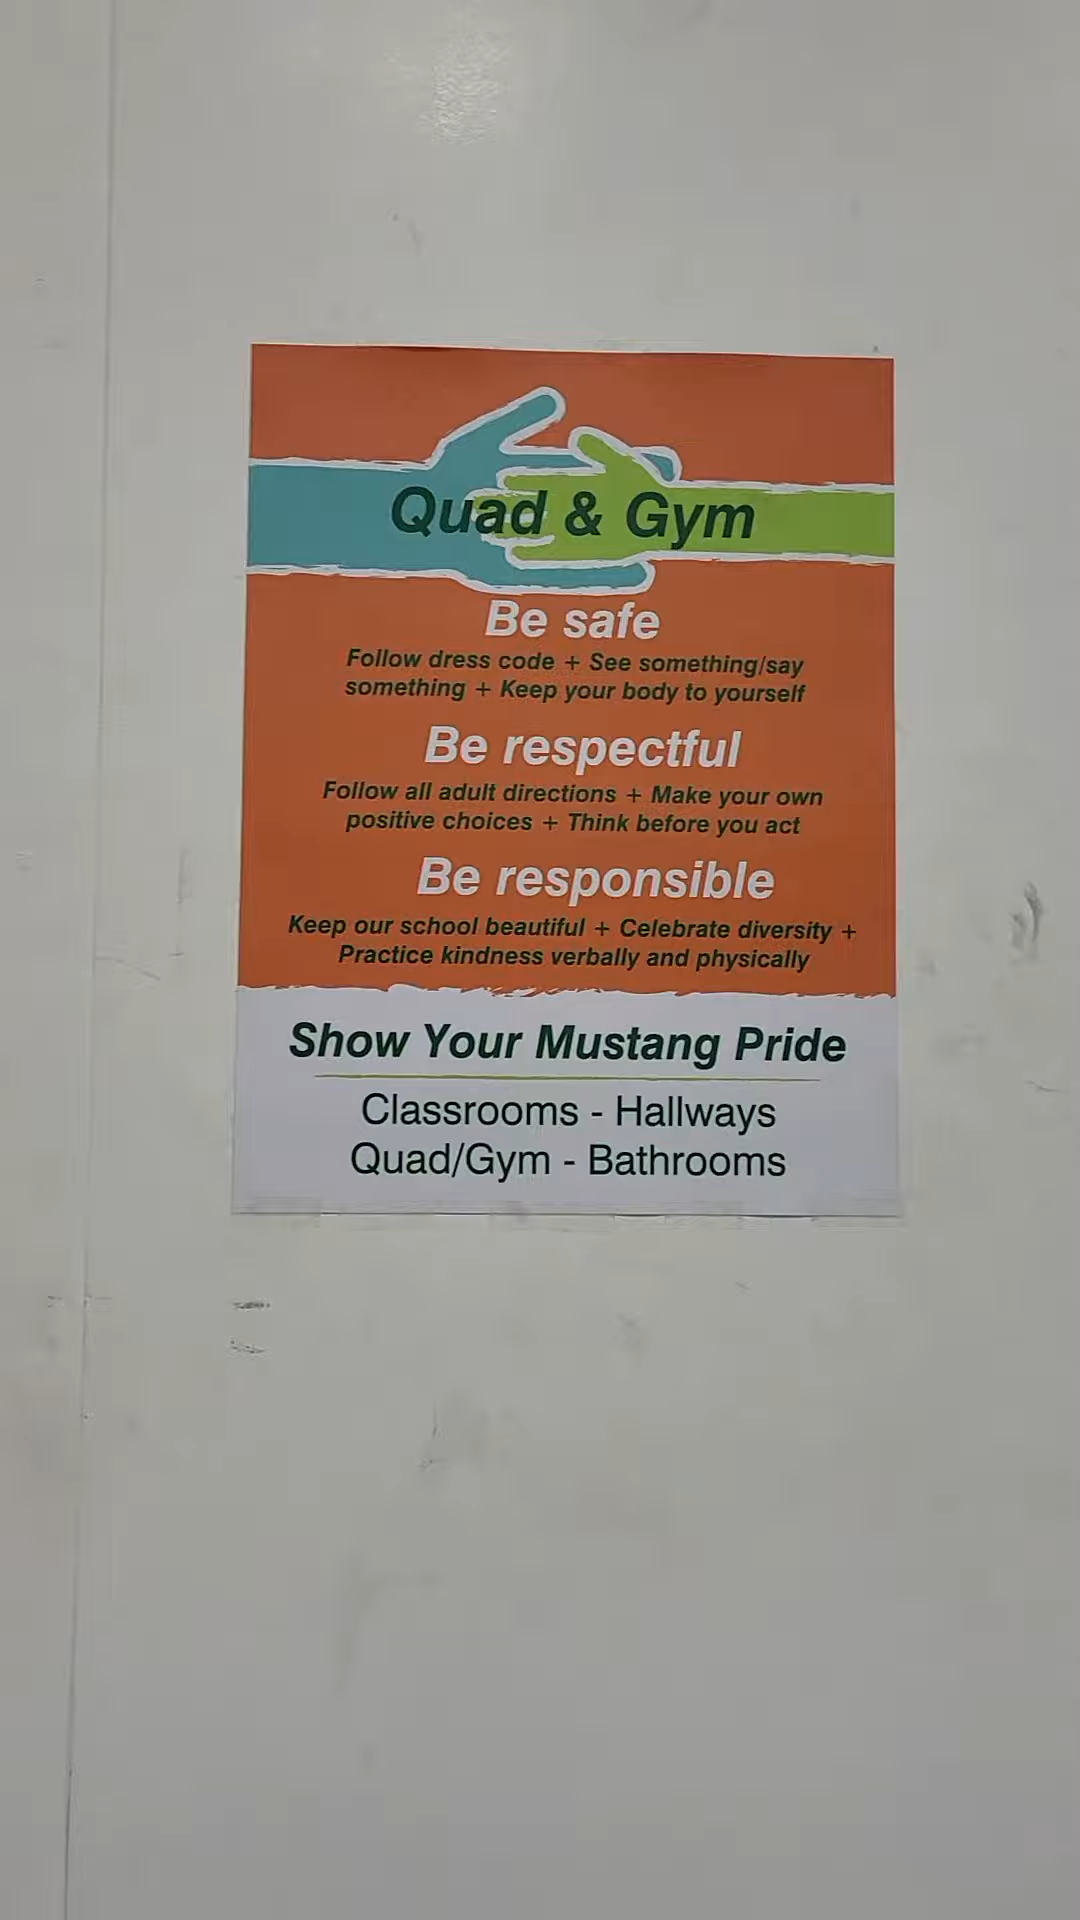 Quad & Gym
Be safe
Follow dress code + See something/say
something + Keep your body to yourself
Be respectful
Follow all adult directions + Make your own
positive choices + Think before you act
Be responsible
Keep our school beautiful + Celebrate diversity +
Practice kindness verbally and physically
Show Your Mustang Pride
Classrooms - Hallways
Quad/Gym - Bathrooms